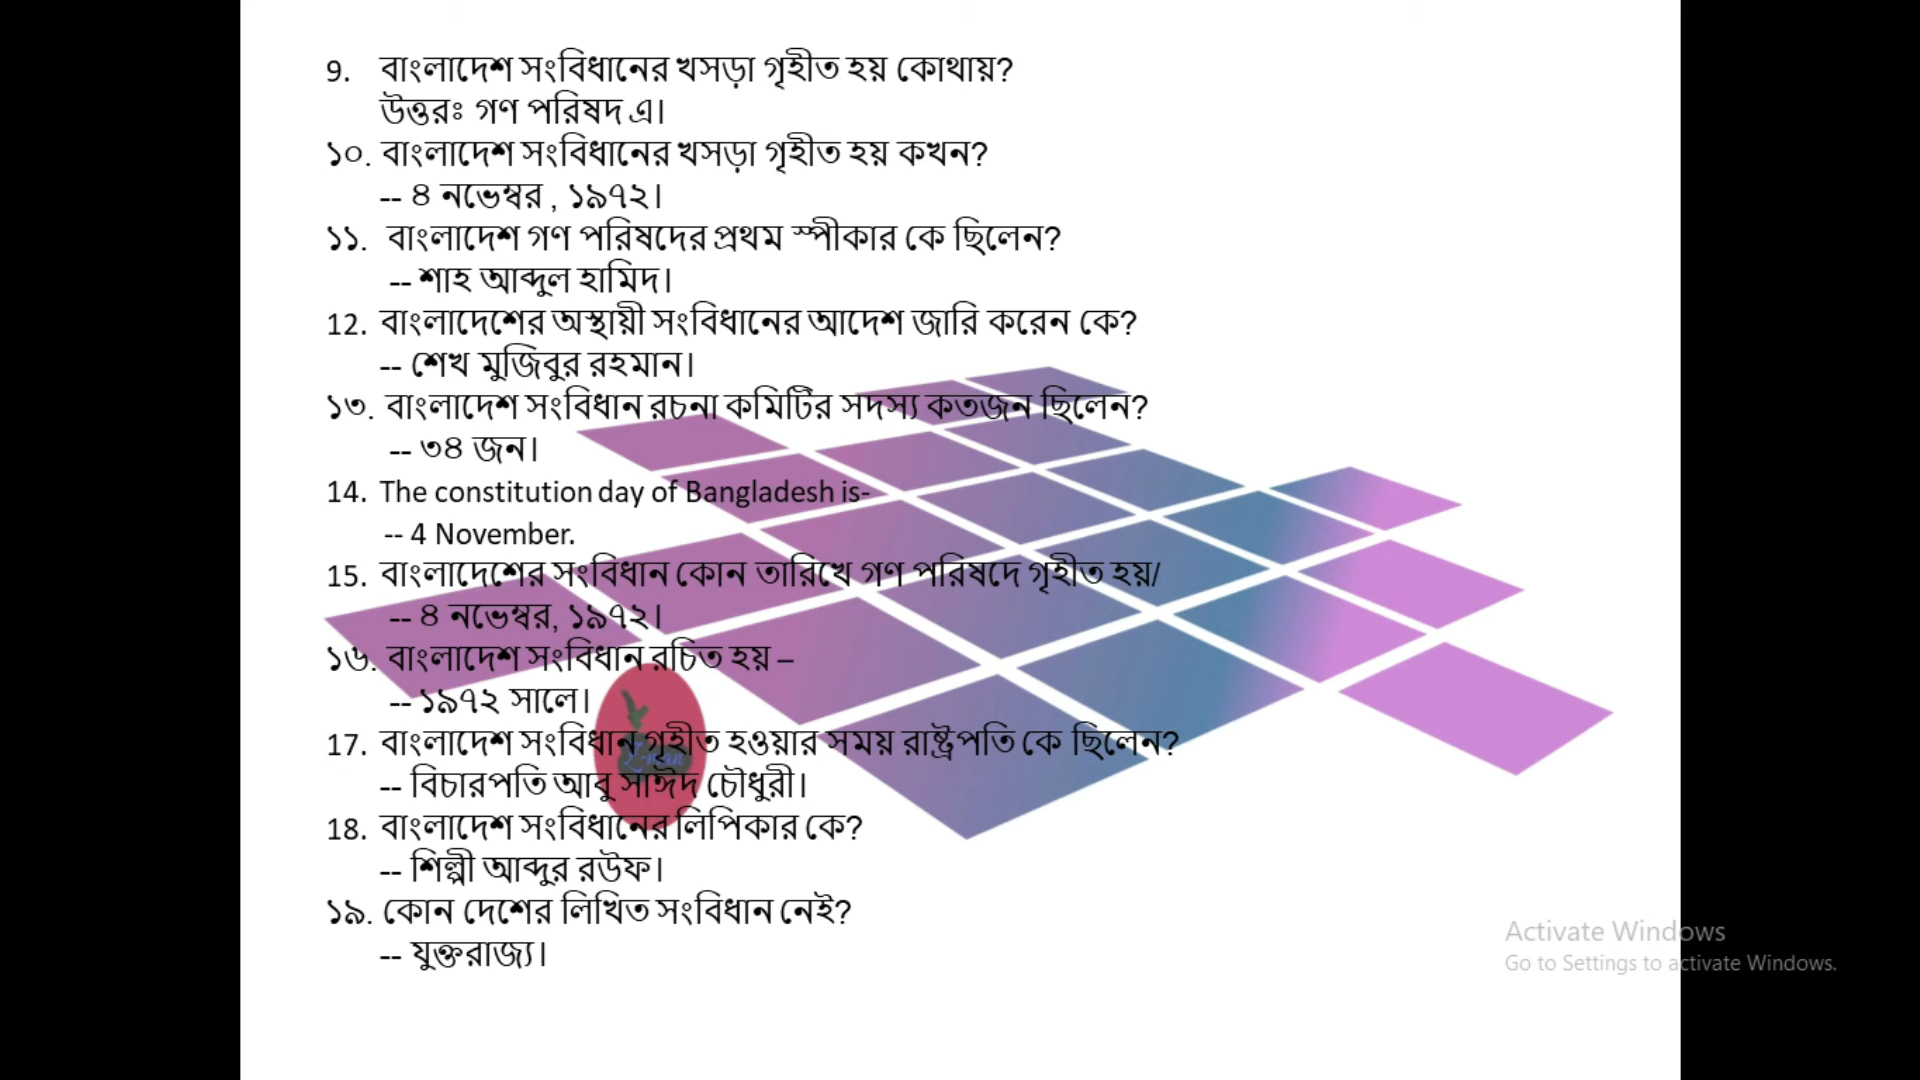 9. বাংলাদেশ সংবিধানের খসড়া গৃহীত হয় কোথায়?
উত্তরঃ গণ পরিষদ এ।
১০. বাংলাদেশ সংবিধানের খসড়া গৃহীত হয় কখন?
-- ৪ নভেম্বর , ১৯৭২।
১১. বাংলাদেশ গণ পরিষদের প্রথম স্পীকার কে ছিলেন?
-- শাহ আব্দুল হামিদ।
12. বাংলাদেশের অস্থায়ী সংবিধানের আদেশ জারি করেন কে?
-- শেখ মুজিবুর রহমান।
১৩. বাংলাদেশ সংবিধান রচনা কমিটির সদস্য কতজন ছিলেন?
-- ৩৪ জন।
14. The constitution day of Bangladesh is-
-- 4 November.
15. বাংলাদেশের সংবিধান কোন তারিখে গণ পরিষদে গৃহীত হয়/
-- ৪ নভেম্বর, ১৯৭২।
১৬. বাংলাদেশ সংবিধান রচিত হয় –
-- ১৯৭২ সালে।
17. বাংলাদেশ সংবিধান গৃহীত হওয়ার সময় রাষ্ট্রপতি কে ছিলেন?
-- বিচারপতি আবু সাঈদ চৌধুরী।
18. বাংলাদেশ সংবিধানের লিপিকার কে?
-- শিল্পী আব্দুর রউফ।
১৯. কোন দেশের লিখিত সংবিধান নেই?
-- যুক্তরাজ্য।
Activate Windows
Go to Settings to activate Windows.